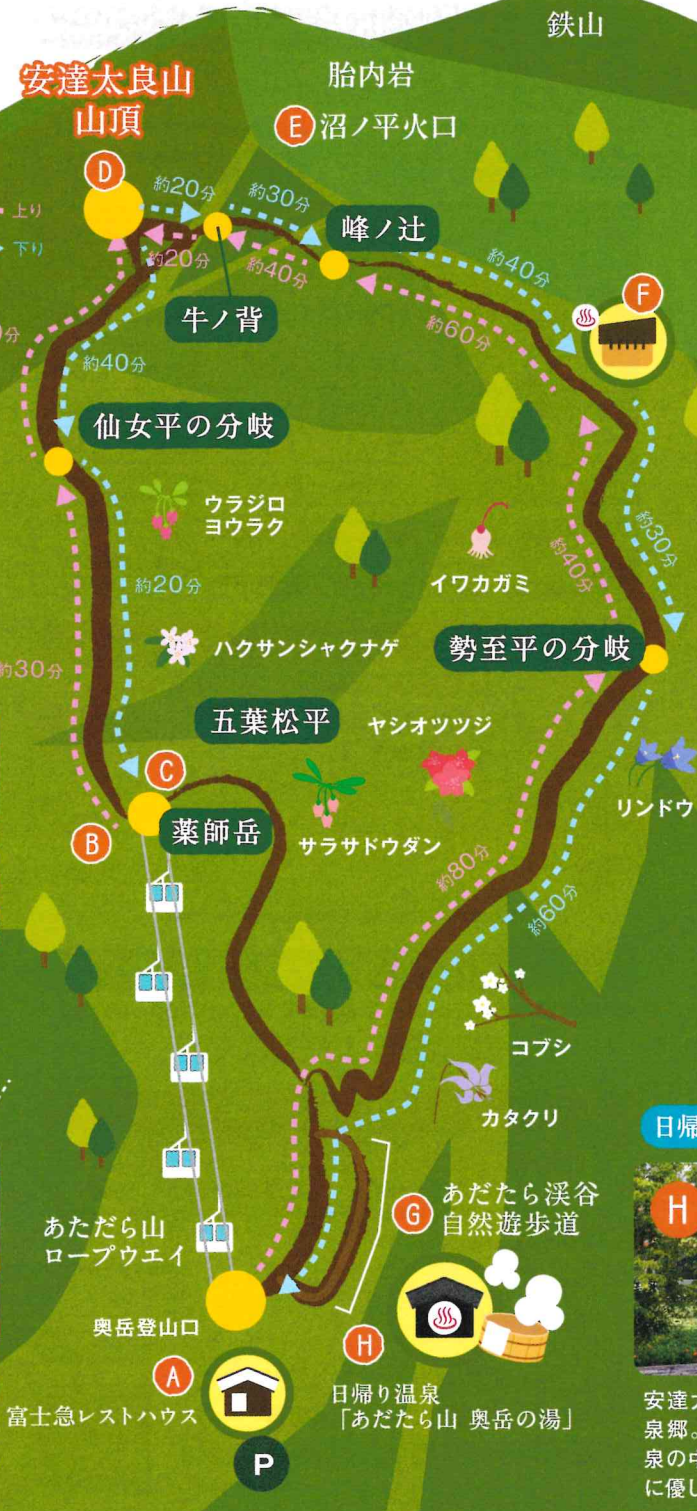 鉄山
安達太良山
山頂
胎内岩
E 沼ノ平火口
D
約20分
約30分
上り
下り
峰ノ辻
約20分
約40分
約40分
F
約60分
牛ノ背
約40分
仙女平の分岐
ウラジロ
ヨウラク
約30分
約40分
イワカガミ
約20分
ハクサンシャクナゲ
勢至平の分岐
約30分
五葉松平
ヤシオツツジ
C
リンドウ
B
薬師岳
サラサドウダン
約80分
約60分
コブシ
カタクリ
日帰
H
G あだたら渓谷
自然遊歩道
あただら山
ロープウエイ
奥岳登山口
H
A
日帰り温泉
「あだたら山 奥岳の湯」
富士急レストハウス
P
安達太
泉郷。
泉の中
に優し